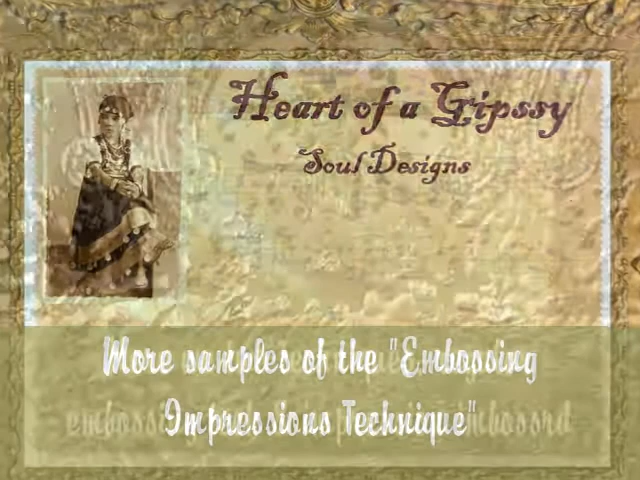 Heart of a Gipssy
Soul Designs
More samples of the "Embossing
Impressions Technique"